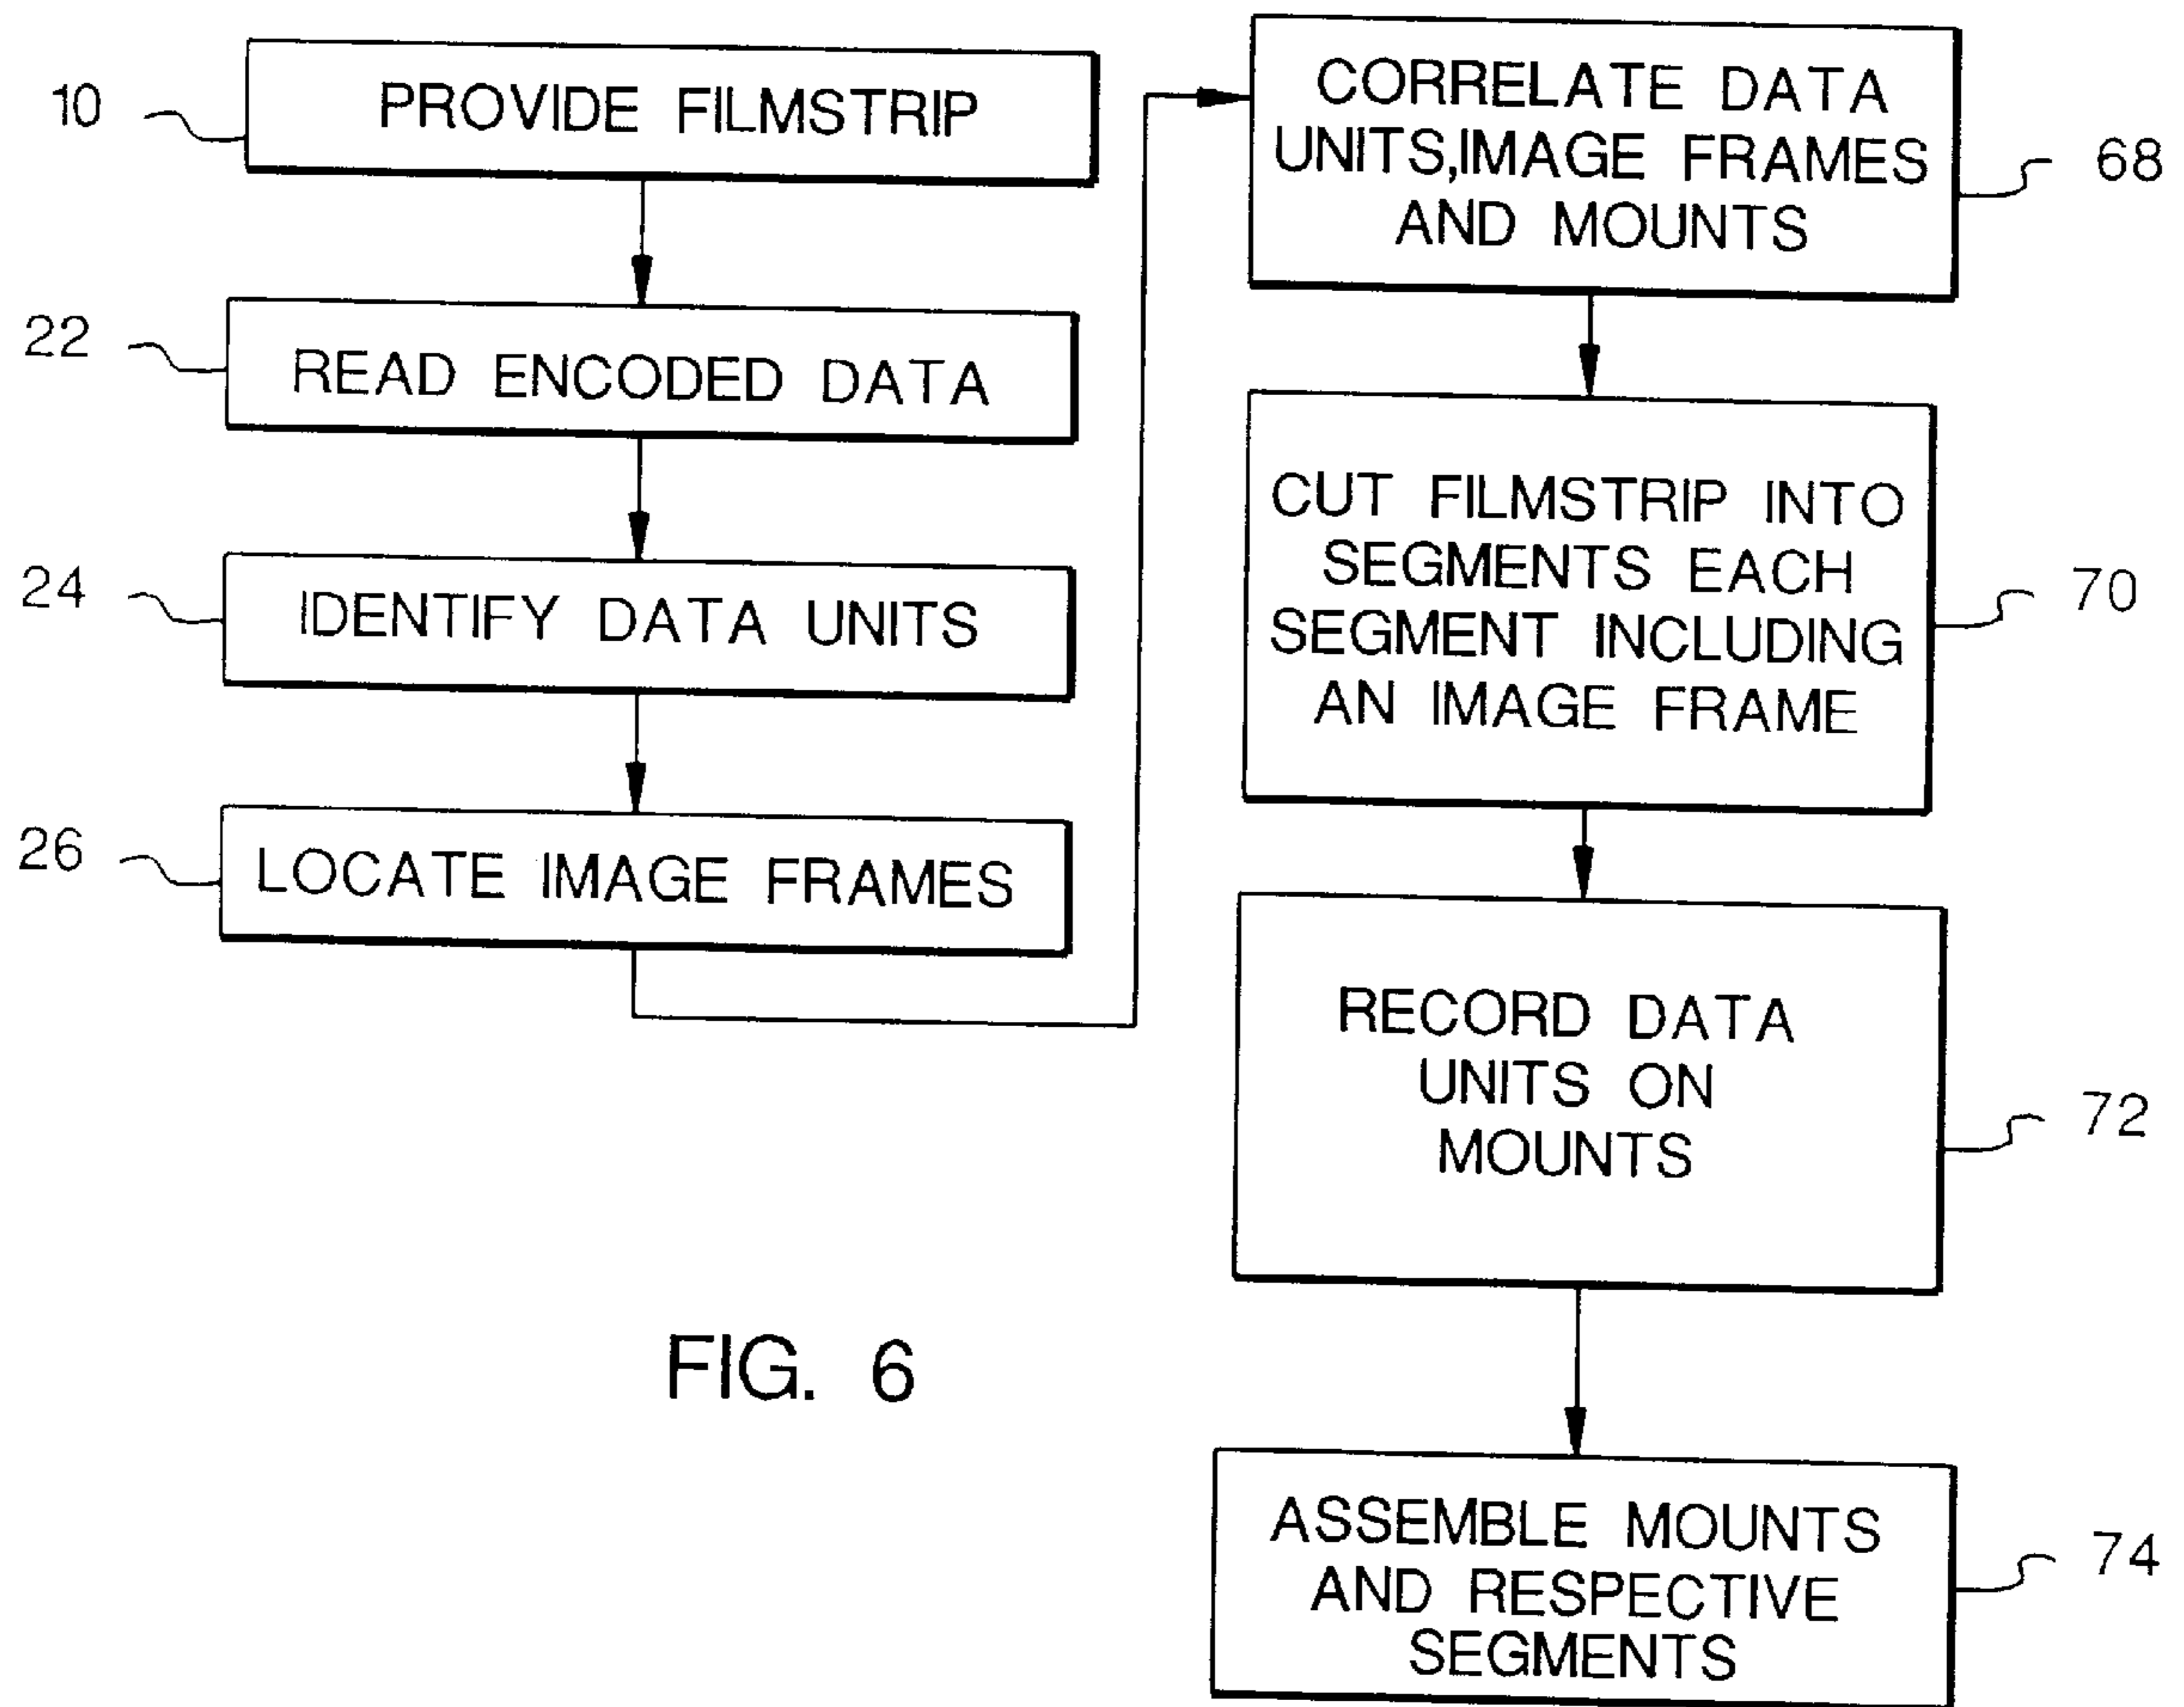 10
PROVIDE FILMSTRIP
22
READ ENCODED DATA
24
IDENTIFY DATA UNITS
26
LOCATE IMAGE FRAMES
CORRELATE DATA
UNITS,IMAGE FRAMES
AND MOUNTS
68
CUT FILMSTRIP INTO
SEGMENTS EACH
SEGMENT INCLUDING
AN IMAGE FRAME
70
RECORD DATA
UNITS ON
MOUNTS
72
ASSEMBLE MOUNTS
AND RESPECTIVE
SEGMENTS
74
FIG. 6